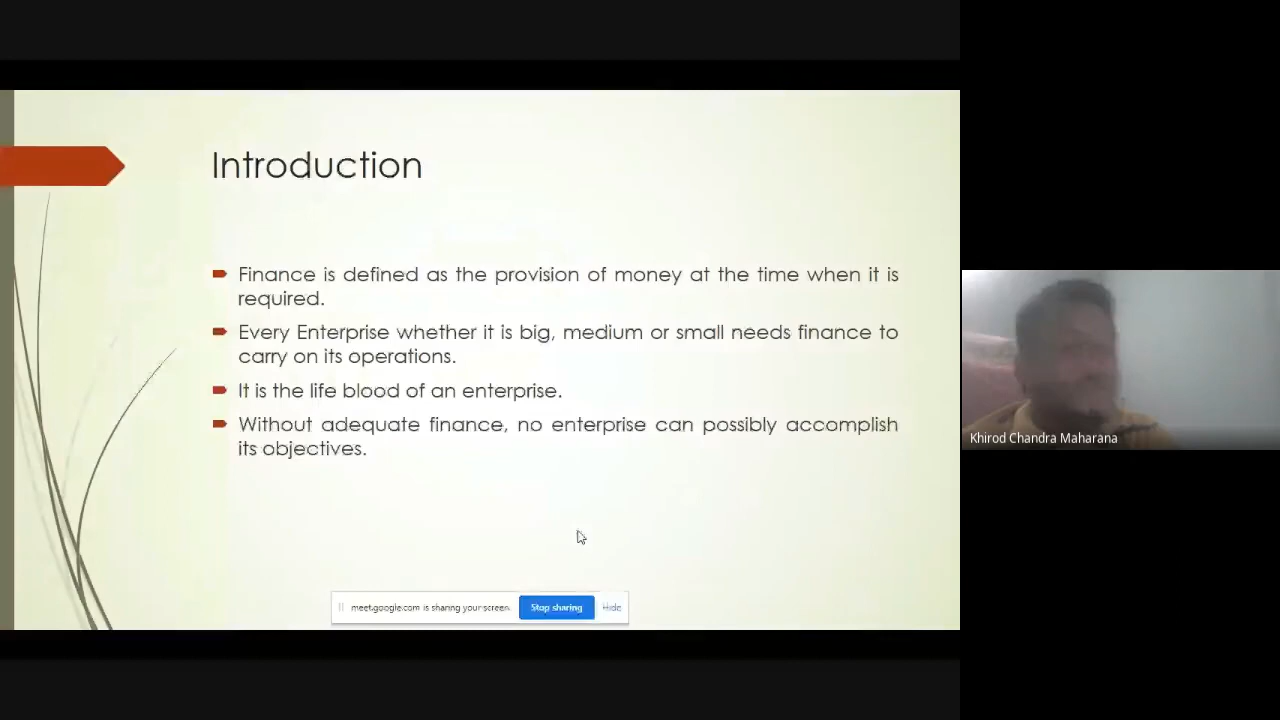 Introduction
Finance is defined as the provision of money at the time when it is
required.
Every Enterprise whether it is big, medium or small needs finance to
carry on its operations.
It is the life blood of an enterprise.
Without adequate finance, no enterprise can possibly accomplish
its objectives.
meet.google.com is sharing your screen. Stop sharing Hide
Khirod Chandra Maharana